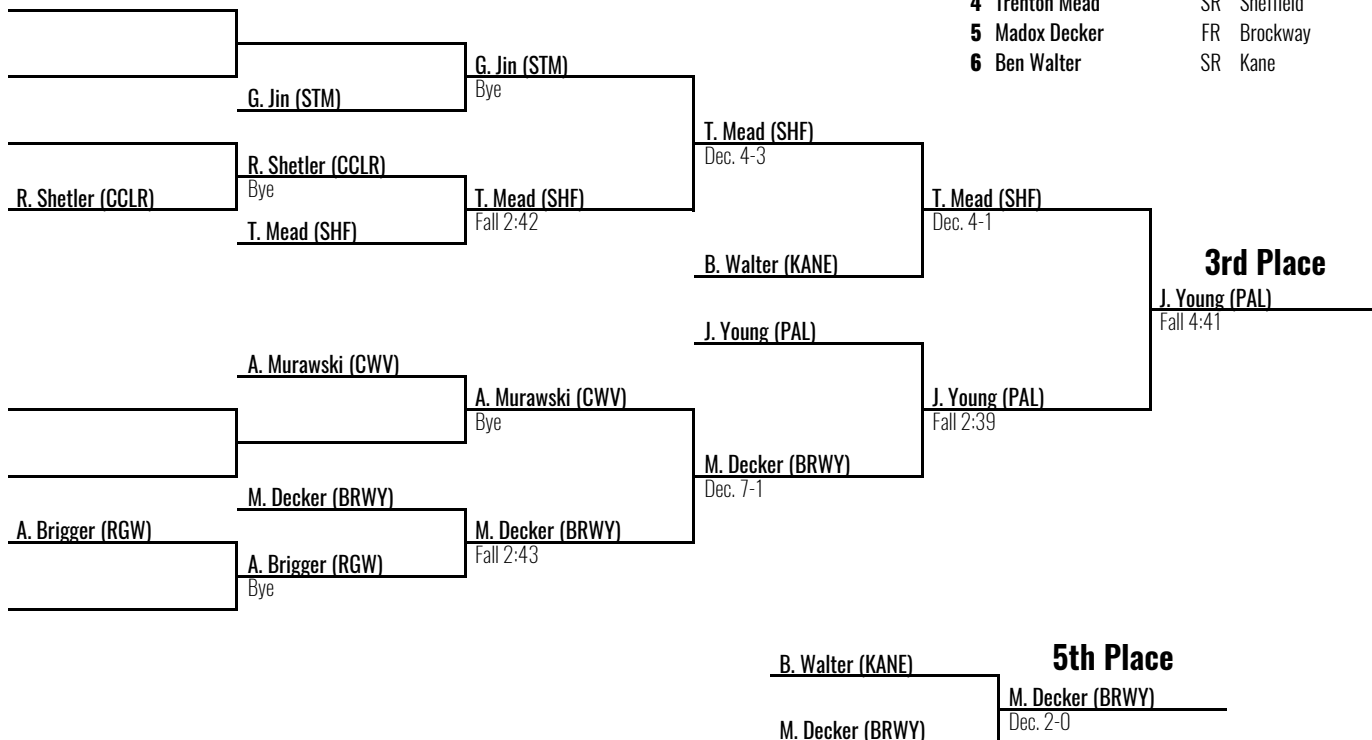 4 Trenton Mead SR Sheffield
5 Madox Decker FR Brockway
6 Ben Walter SR Kane
G. Jin (STM)
Bye
G. Jin (STM)
T. Mead (SHF)
Dec. 4-3
R. Shetler (CCLR)
Bye
R. Shetler (CCLR)
T. Mead (SHF)
Fall 2:42
T. Mead (SHF)
Dec. 4-1
T. Mead (SHF)
B. Walter (KANE)
3rd Place
J. Young (PAL)
Fall 4:41
J. Young (PAL)
A. Murawski (CWV)
A. Murawski (CWV)
Bye
J. Young (PAL)
Fall 2:39
M. Decker (BRWY)
Dec. 7-1
M. Decker (BRWY)
A. Brigger (RGW)
M. Decker (BRWY)
Fall 2:43
A. Brigger (RGW)
Bye
5th Place
B. Walter (KANE)
M. Decker (BRWY)
Dec. 2-0
M. Decker (BRWY)